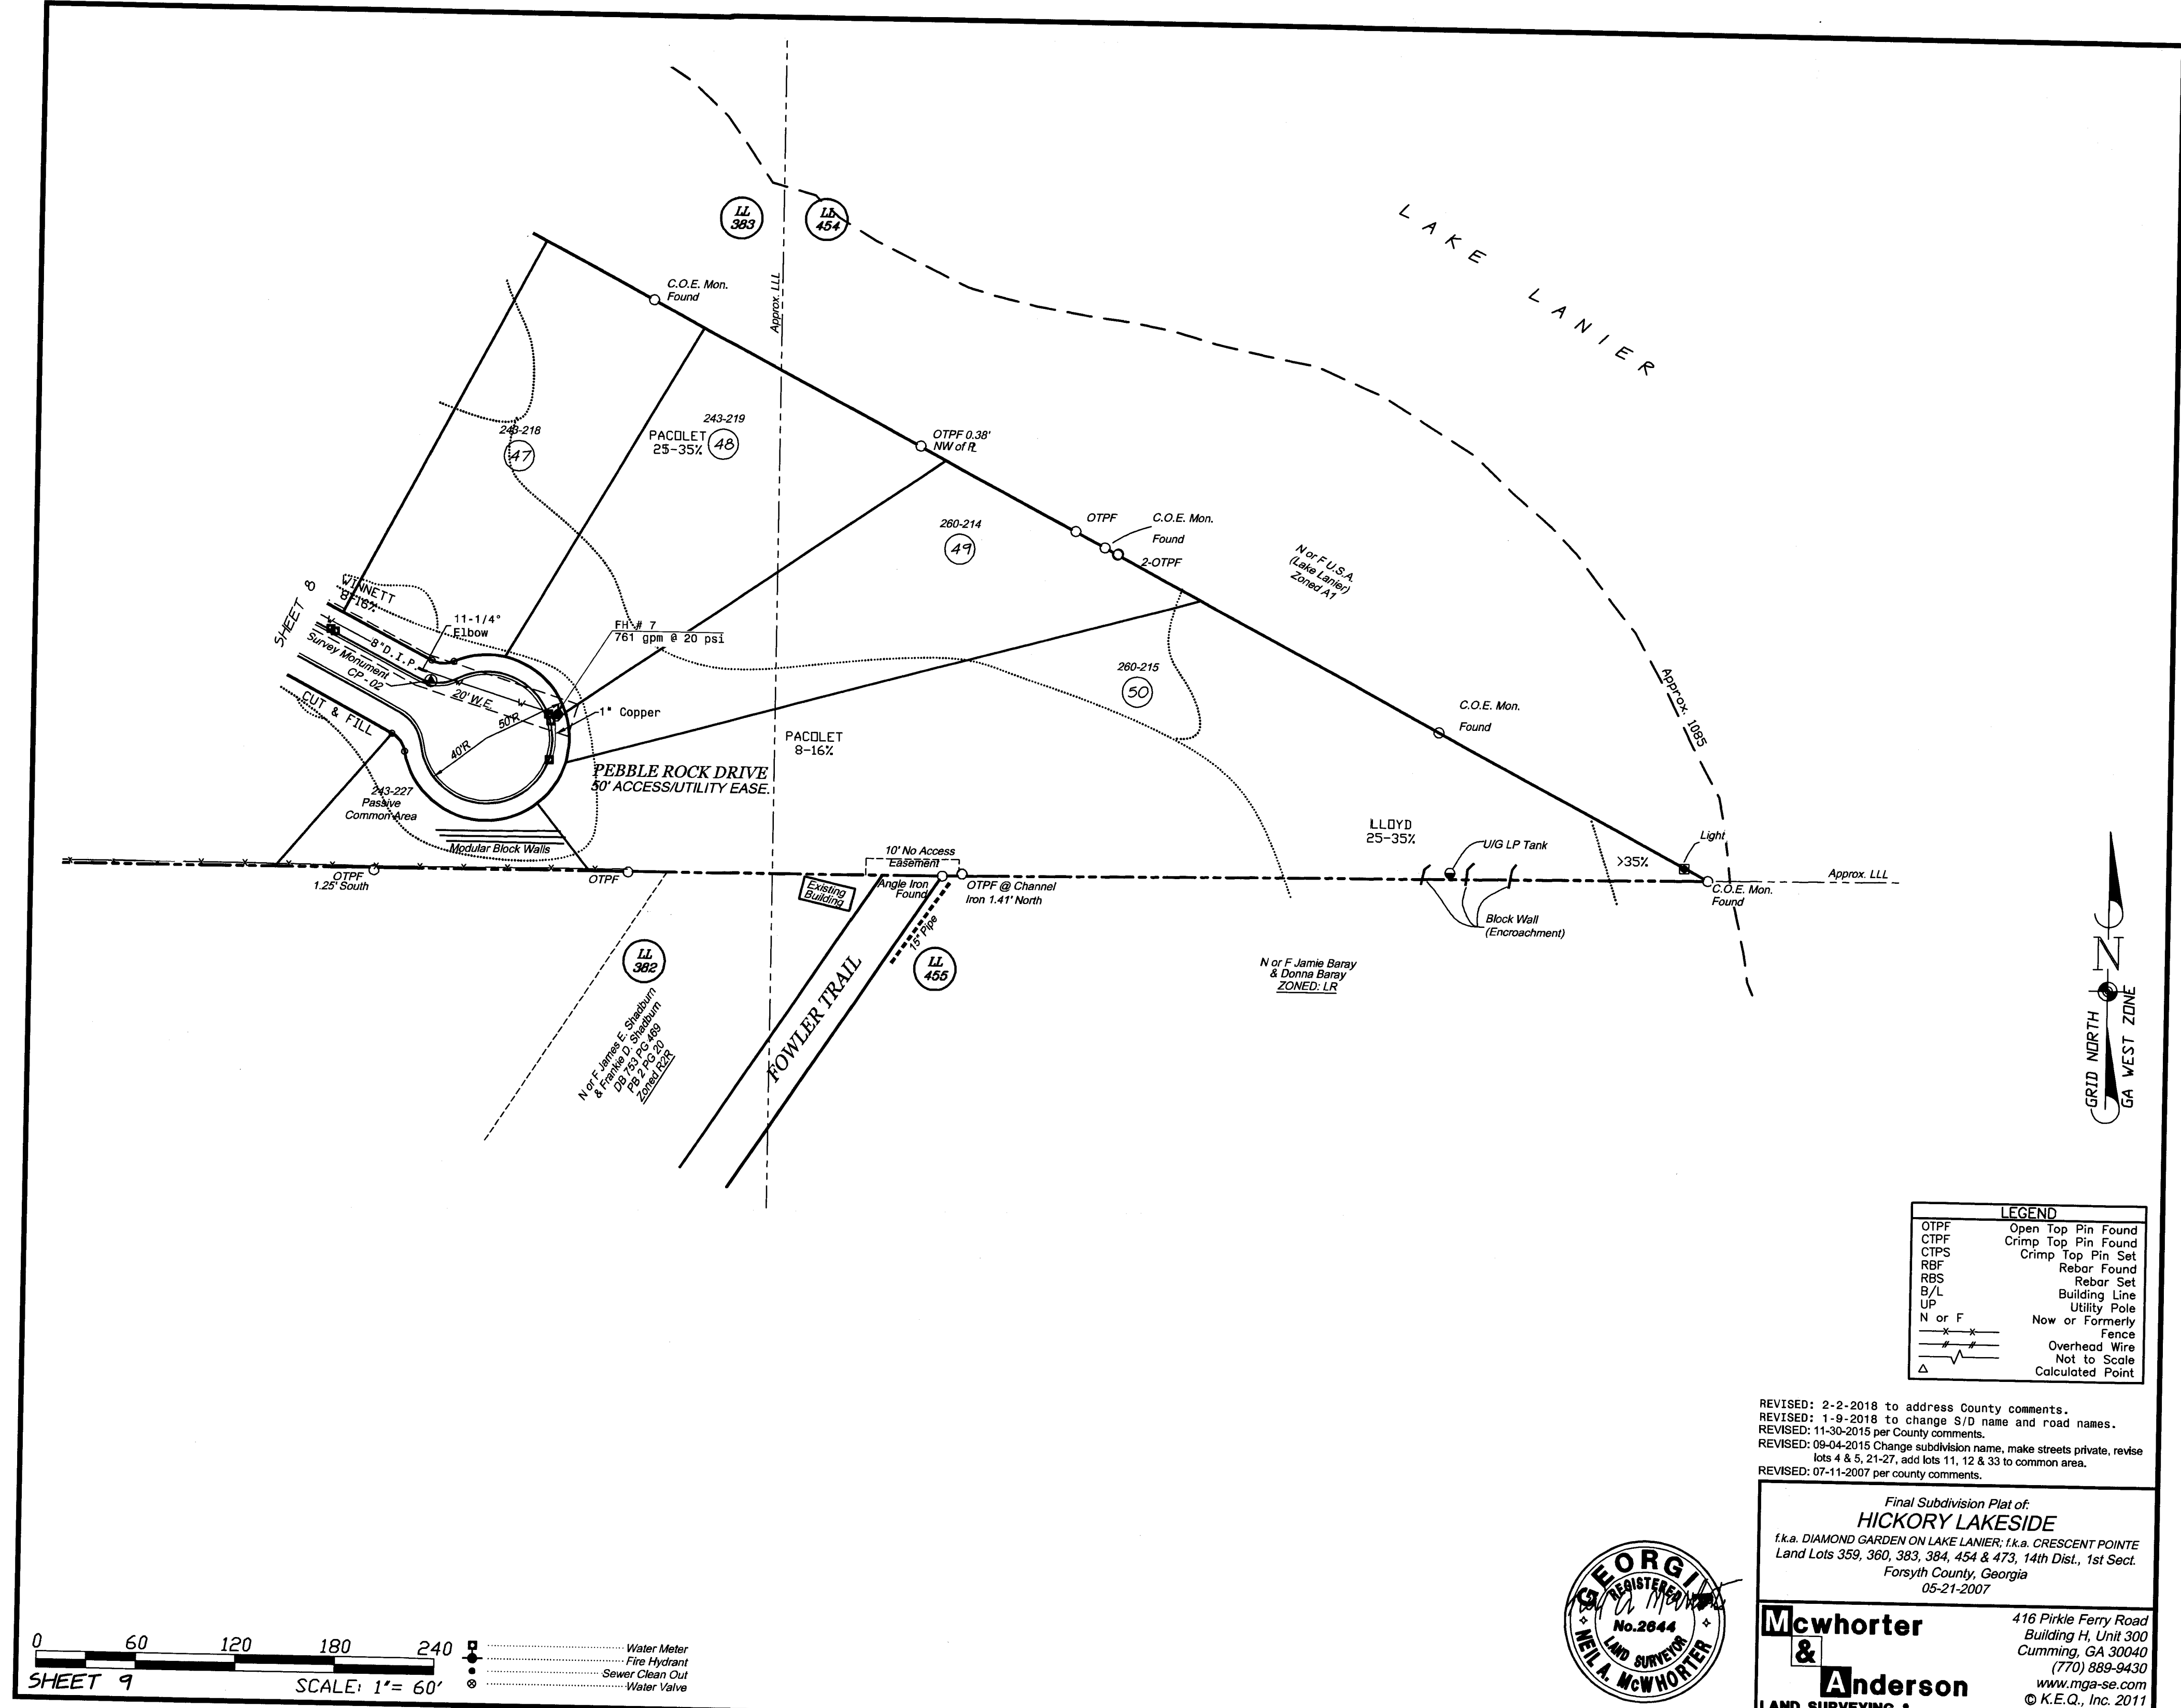 LL
383
LL
454
LAKE LANIER
C.O.E. Mon.
Found
Approx. LLL
243-218
47
243-219
PACOLET
25-35%
48
OTPF 0.38'
NW of PL
260-214
49
OTPF
C.O.E. Mon.
Found
2-OTPF
N or F U.S.A.
(Lake Lanier)
Zoned A1
SHEET 8
WINNETT
8-16%
11-1/4°
Elbow
FH # 7
761 gpm @ 20 psi
8" D.I.P.
Survey Monument
CP-02
20' W.E.
W
50'R
40'R
1" Copper
CUT & FILL
260-215
50
C.O.E. Mon.
Found
Approx. 1085
PACOLET
8-16%
PEBBLE ROCK DRIVE
50' ACCESS/UTILITY EASE.
243-227
Passive
Common Area
Modular Block Walls
OTPF
1.25' South
OTPF
10' No Access
Easement
Existing
Building
Angle Iron
Found
OTPF @ Channel
Iron 1.41' North
15" Pipe
LLOYD
25-35%
U/G LP Tank
>35%
Light
C.O.E. Mon.
Found
Approx. LLL
Block Wall
(Encroachment)
LL
382
LL
455
FOWLER TRAIL
N or F James E. Shadburn
& Frankie D. Shadburn
DB 753 PG 469
PB 2 PG 20
Zoned R2R
N or F Jamie Baray
& Donna Baray
ZONED: LR
N
GRID NORTH
GA WEST ZONE
LEGEND
OTPF Open Top Pin Found
CTPF Crimp Top Pin Found
CTPS Crimp Top Pin Set
RBF Rebar Found
RBS Rebar Set
B/L Building Line
UP Utility Pole
N or F Now or Formerly
Fence
Overhead Wire
Not to Scale
Calculated Point
REVISED: 2-2-2018 to address County comments.
REVISED: 1-9-2018 to change S/D name and road names.
REVISED: 11-30-2015 per County comments.
REVISED: 09-04-2015 Change subdivision name, make streets private, revise
lots 4 & 5, 21-27, add lots 11, 12 & 33 to common area.
REVISED: 07-11-2007 per county comments.
Final Subdivision Plat of:
HICKORY LAKESIDE
f.k.a. DIAMOND GARDEN ON LAKE LANIER; f.k.a. CRESCENT POINTE
Land Lots 359, 360, 383, 384, 454 & 473, 14th Dist., 1st Sect.
Forsyth County, Georgia
05-21-2007
Mcwhorter
&
Anderson
LAND SURVEYING &
416 Pirkle Ferry Road
Building H, Unit 300
Cumming, GA 30040
(770) 889-9430
www.mga-se.com
© K.E.Q., Inc. 2011
GEORGIA
REGISTERED
No.2644
LAND SURVEYOR
NEIL A. McWHORTER
0 60 120 180 240
SHEET 9
SCALE: 1"= 60'
Water Meter
Fire Hydrant
Sewer Clean Out
Water Valve